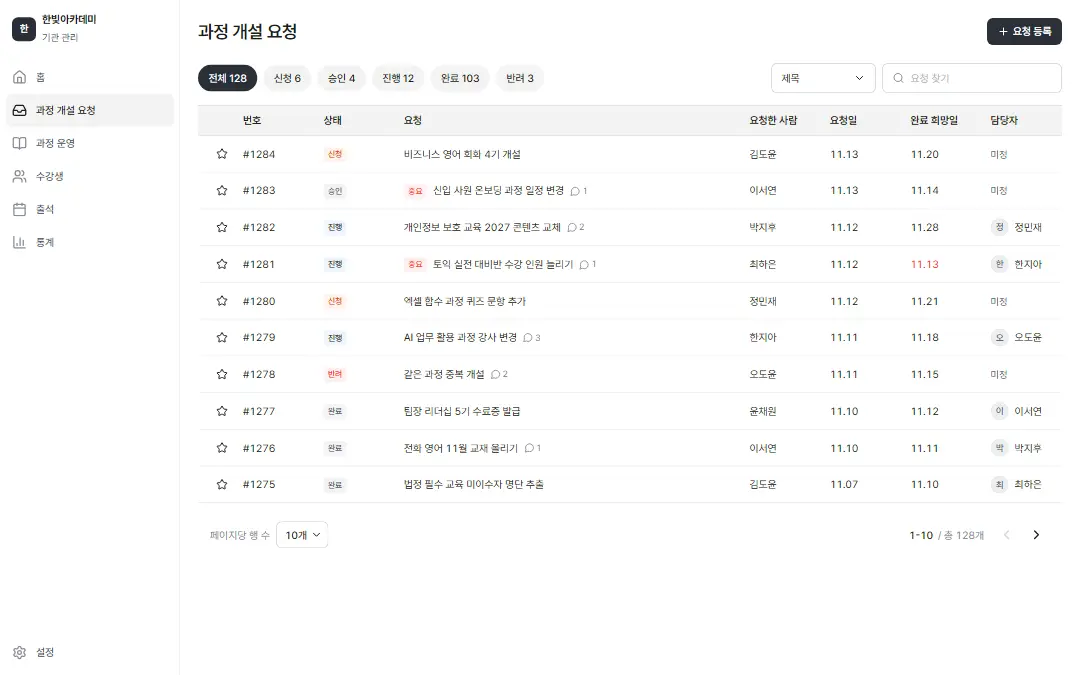 한 한빛아카데미
기관 관리
홈
과정 개설 요청
과정 운영
수강생
출석
통계
설정
과정 개설 요청
요청 등록
전체 128 신청 6 승인 4 진행 12 완료 103 반려 3
제목 요청 찾기
번호 상태 요청 요청한 사람 요청일 완료 희망일 담당자
#1284 신청 비즈니스 영어 회화 4기 개설 김도윤 11.13 11.20 미정
#1283 승인 중요 신입 사원 온보딩 과정 일정 변경 1 이서연 11.13 11.14 미정
#1282 진행 개인정보 보호 교육 2027 콘텐츠 교체 2 박지후 11.12 11.28 정 정민재
#1281 진행 중요 토익 실전 대비반 수강 인원 늘리기 1 최하은 11.12 11.13 한 한지아
#1280 신청 엑셀 함수 과정 퀴즈 문항 추가 정민재 11.12 11.21 미정
#1279 진행 AI 업무 활용 과정 강사 변경 3 한지아 11.11 11.18 오 오도윤
#1278 반려 같은 과정 중복 개설 2 오도윤 11.11 11.15 미정
#1277 완료 팀장 리더십 5기 수료증 발급 윤채원 11.10 11.12 이 이서연
#1276 완료 전화 영어 11월 교재 올리기 1 이서연 11.10 11.11 박 박지후
#1275 완료 법정 필수 교육 미이수자 명단 추출 김도윤 11.07 11.10 최 최하은
페이지당 행 수 10개 1-10 / 총 128개